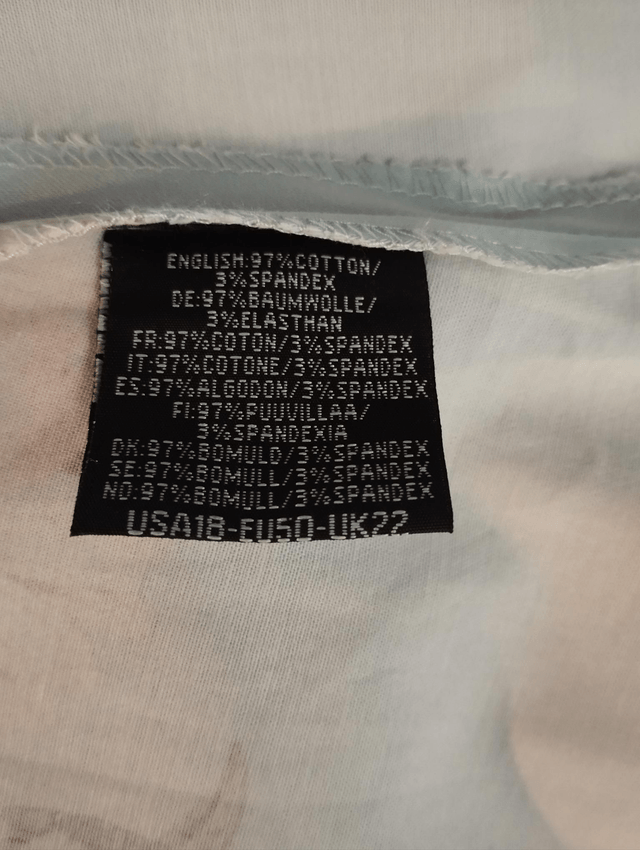 ENGLISH:97%COTTON/
3%SPANDEX
DE:97%BAUMWOLLE/
3%ELASTHAN
FR:97%COTON/3%SPANDEX
IT:97%COTONE/3%SPANDEX
ES:97%ALGODON/3%SPANDEX
FI:97%PUUVILLAA/
3%SPANDEXIA
DK:97%BOMULD/3%SPANDEX
SE:97%BOMULL/3%SPANDEX
NO:97%BOMULL/3%SPANDEX
USA18-EU50-UK22